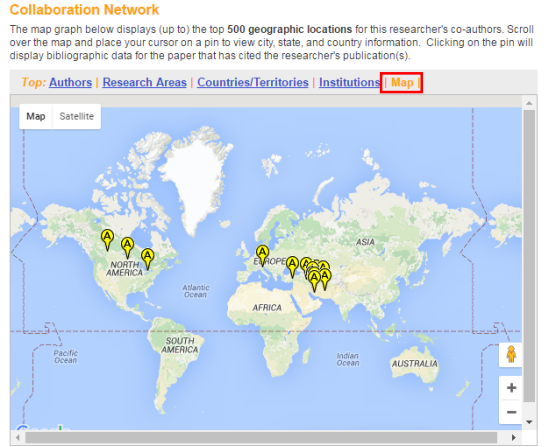 Collaboration Network
The map graph below displays (up to) the top 500 geographic locations for this researcher's co-authors. Scroll
over the map and place your cursor on a pin to view city, state, and country information. Clicking on the pin will
display bibliographic data for the paper that has cited the researcher's publication(s).
Top: Authors | Research Areas | Countries/Territories | Institutions | Map |
Map Satellite
A
A
A
NORTH
AMERICA
A
EUROPE
A
A
A
A
A
A
ASIA
Atlantic
Ocean
AFRICA
SOUTH
AMERICA
Pacific
Ocean
Indian
Ocean
AUSTRALIA
+
−